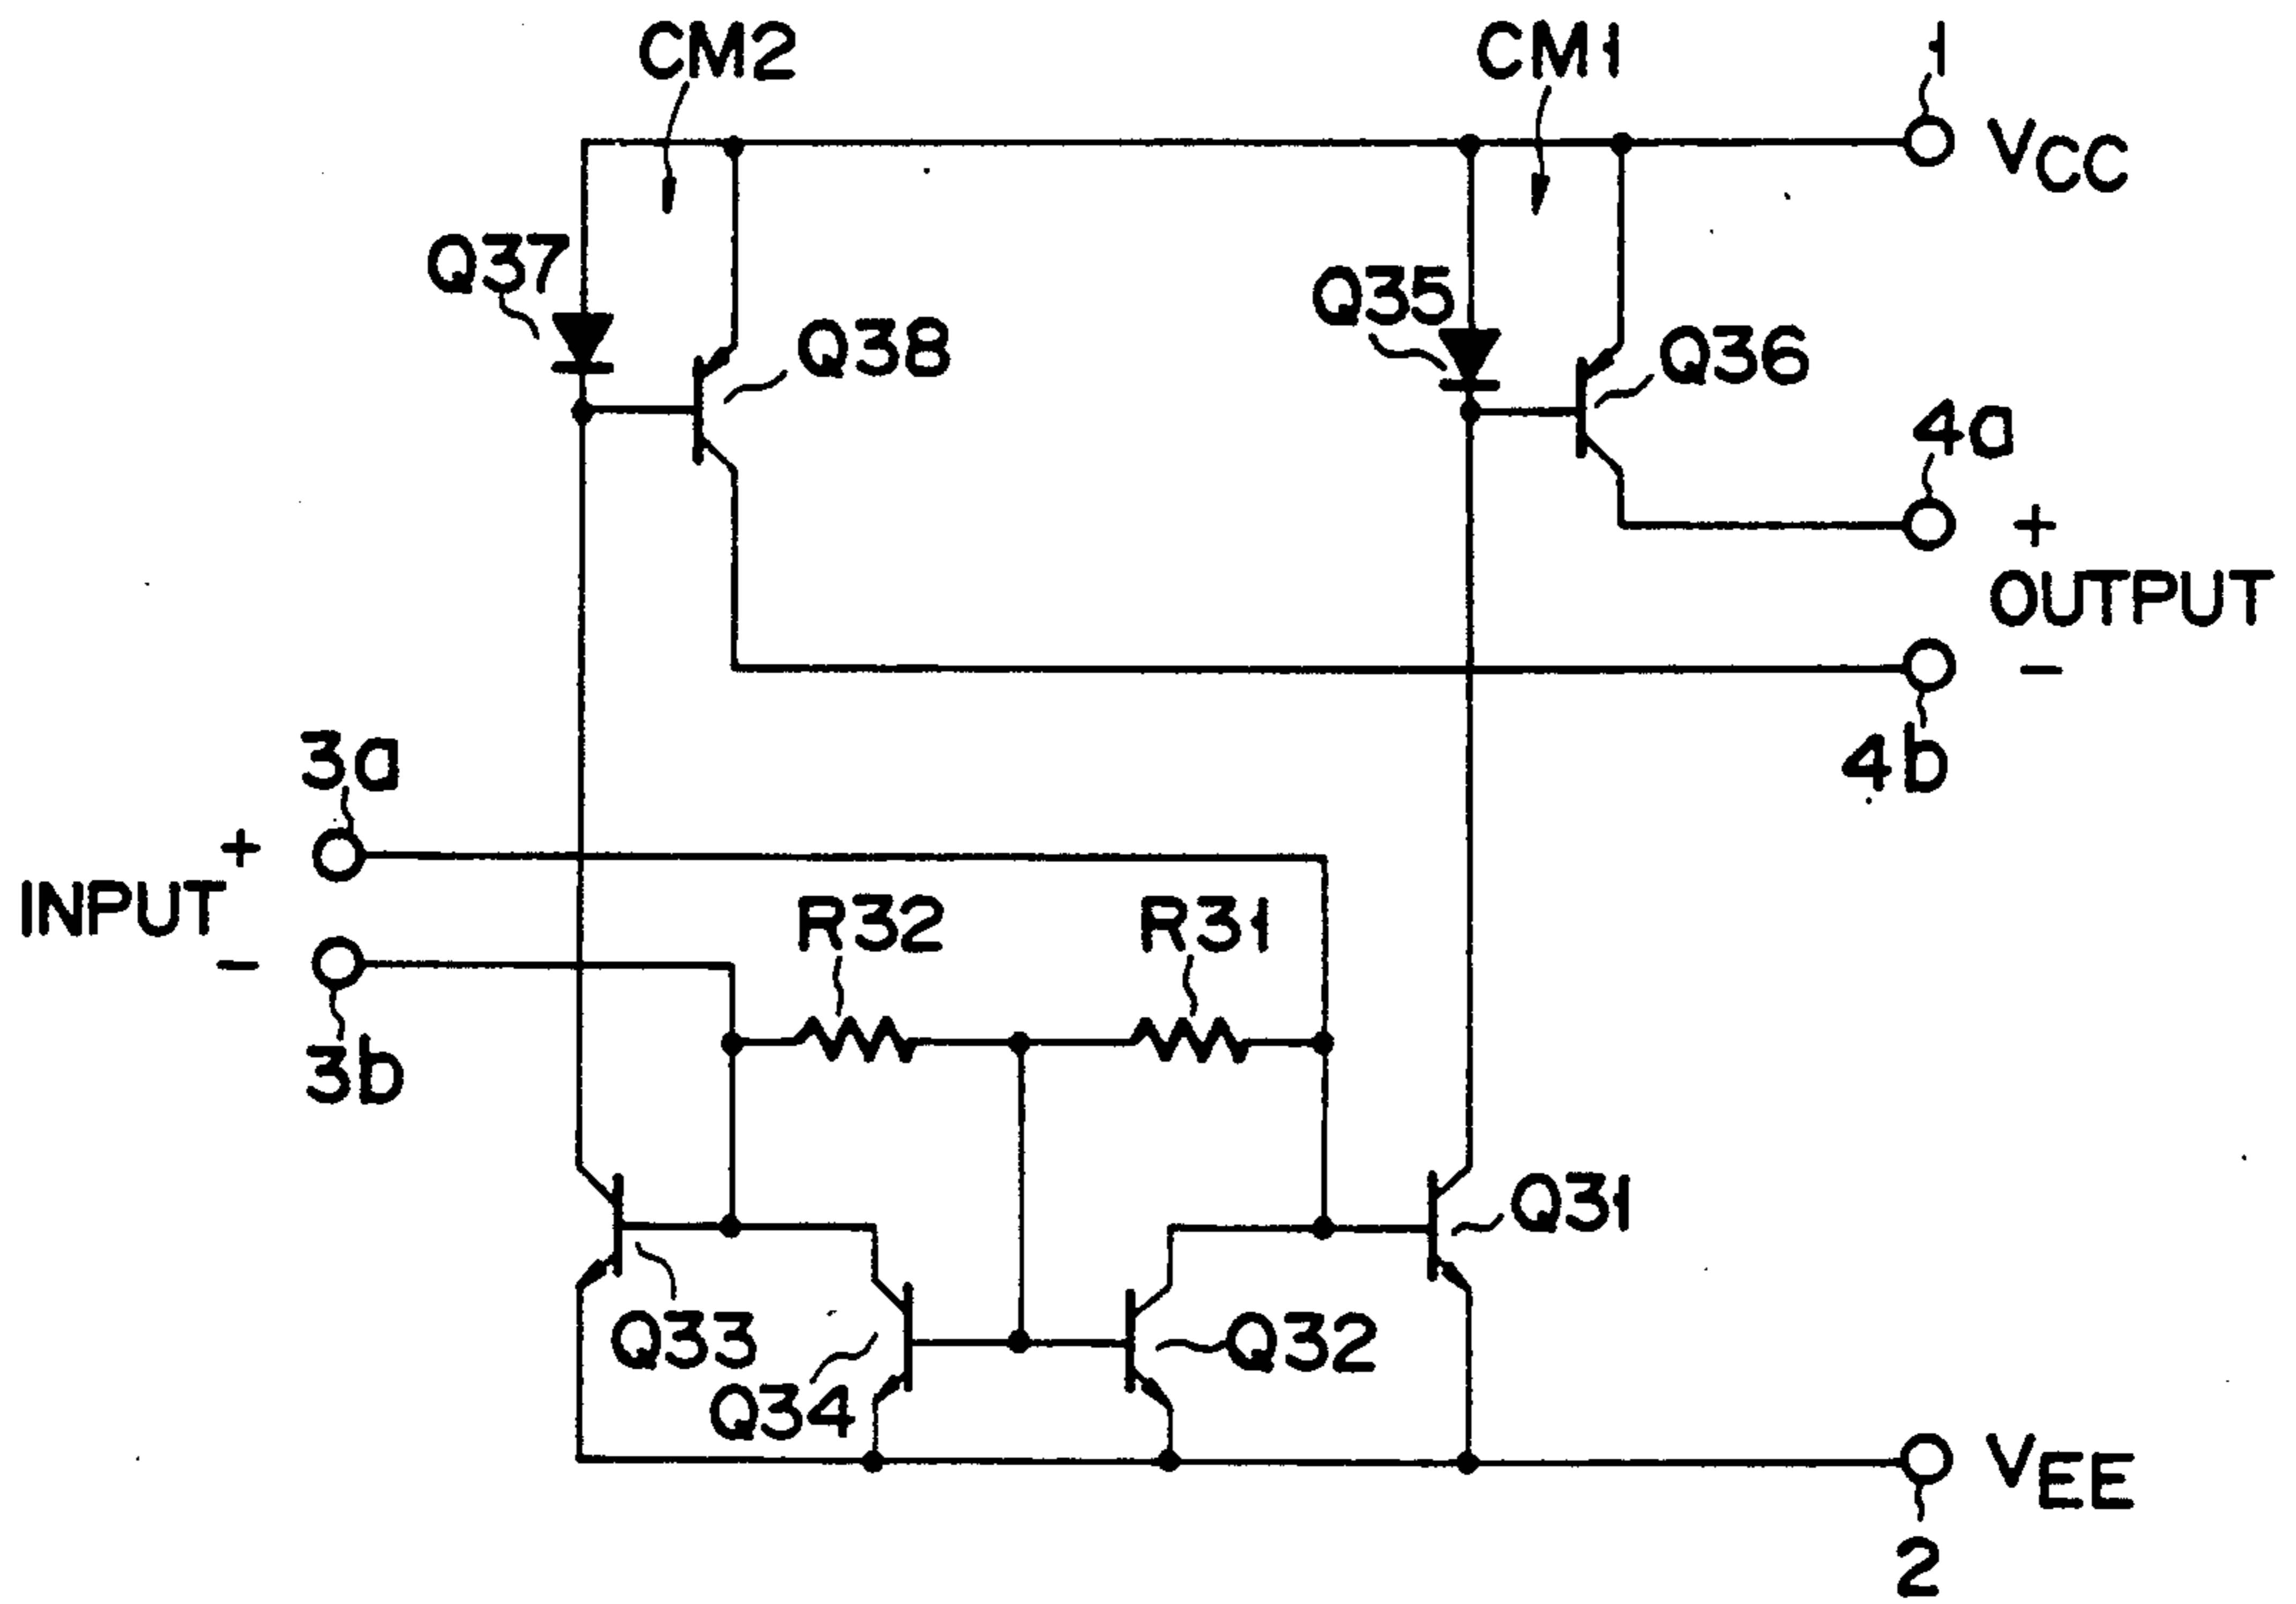 CM2
CM1
1
VCC
Q37
Q38
Q35
Q36
4a
+
OUTPUT
-
4b
3a
+
INPUT
-
3b
R32
R31
Q31
Q33
Q34
Q32
VEE
2